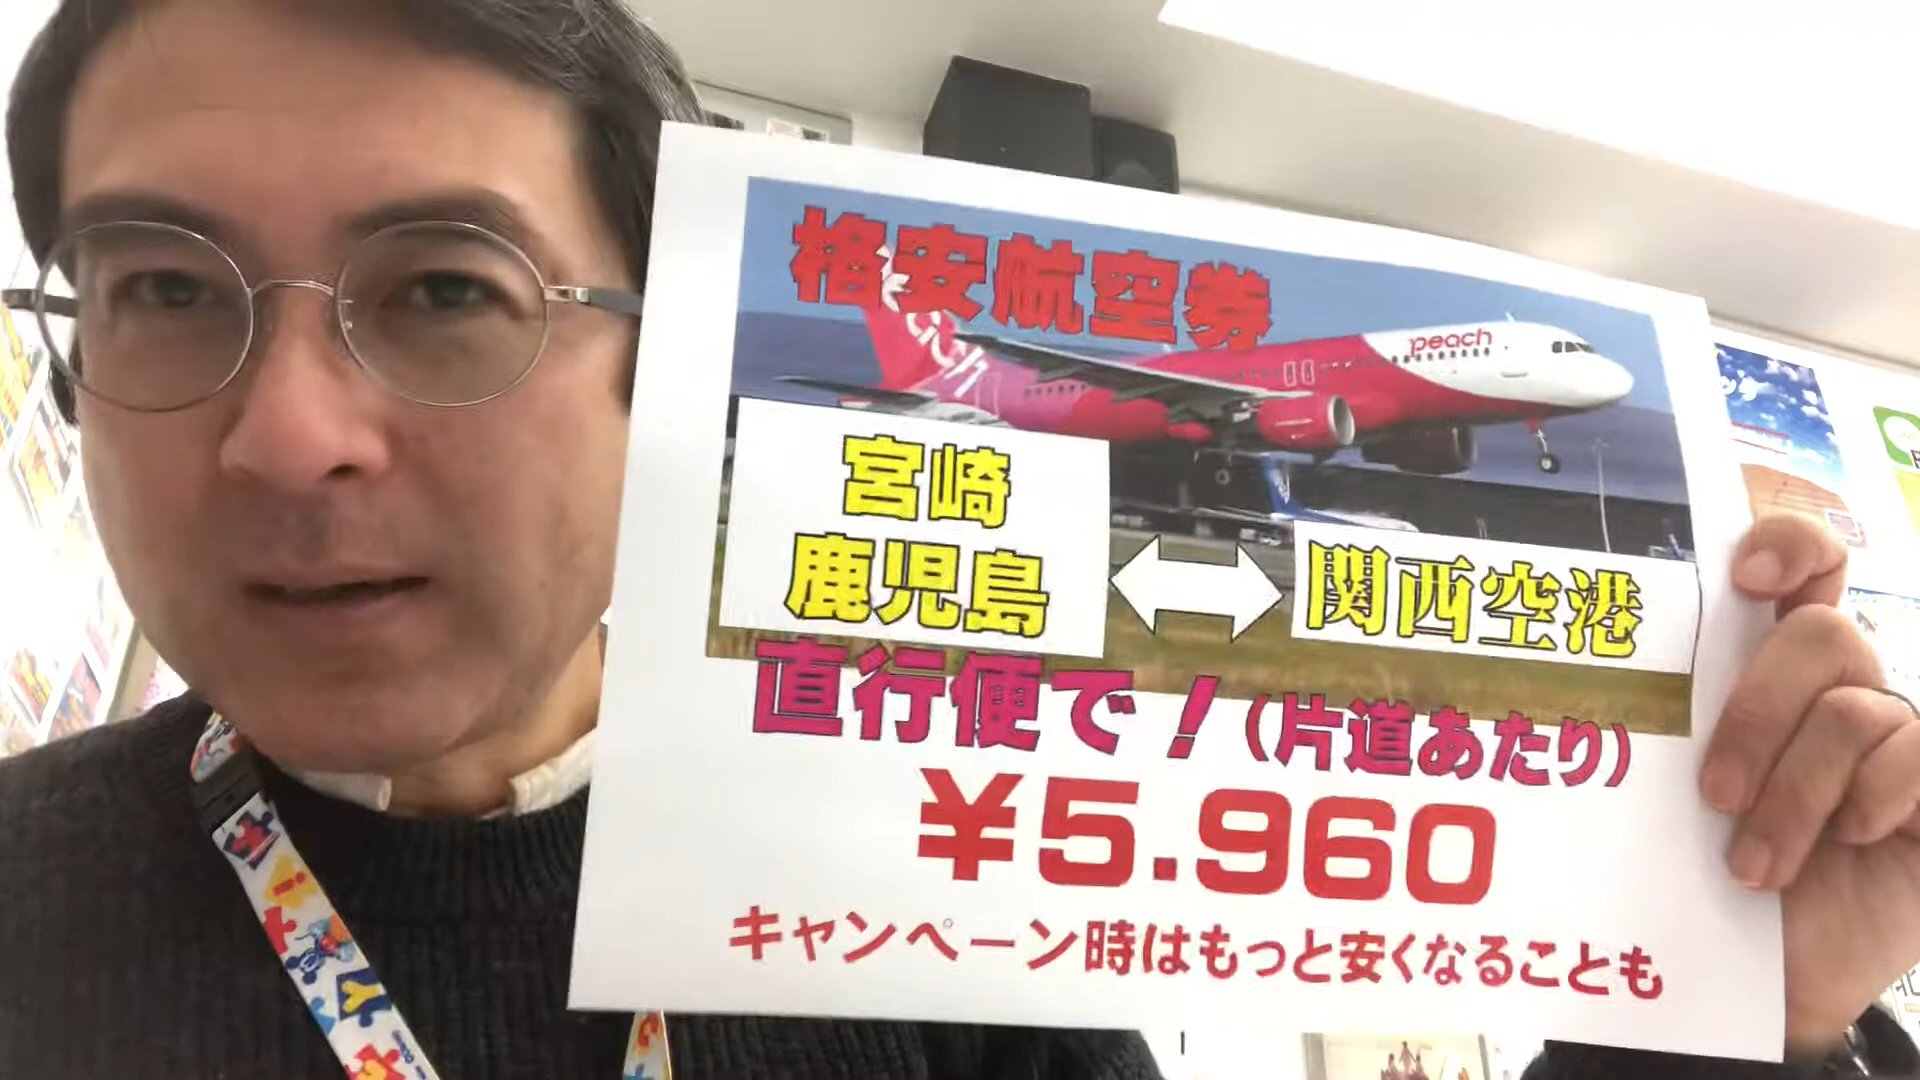 格安航空券
peach
宮崎
鹿児島
関西空港
直行便で！(片道あたり)
¥5.960
キャンペーン時はもっと安くなることも